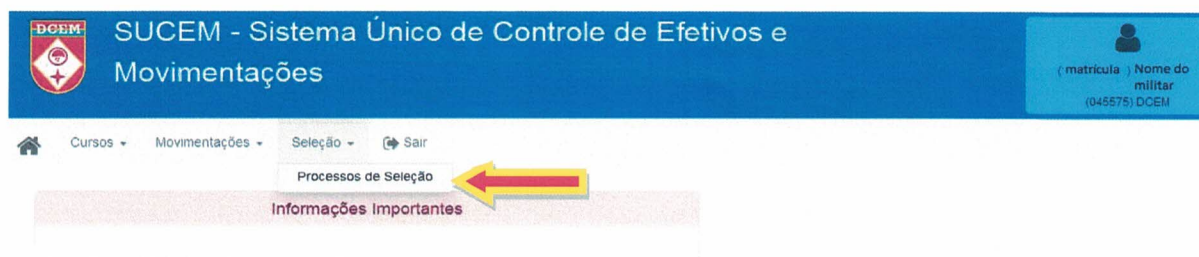 DCEM
SUCEM - Sistema Único de Controle de Efetivos e
Movimentações
( matrícula ) Nome do
militar
(045575) DCEM
Cursos Movimentações Seleção Sair
Processos de Seleção
Informações Importantes